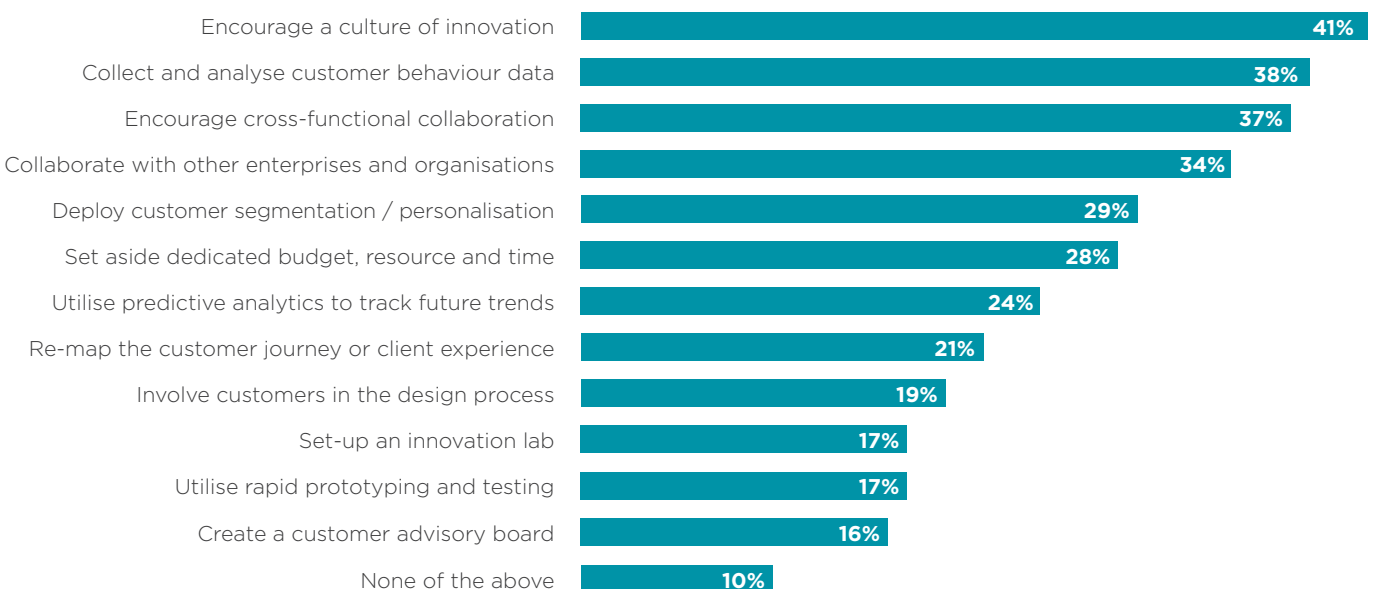 Encourage a culture of innovation 41%
Collect and analyse customer behaviour data 38%
Encourage cross-functional collaboration 37%
Collaborate with other enterprises and organisations 34%
Deploy customer segmentation / personalisation 29%
Set aside dedicated budget, resource and time 28%
Utilise predictive analytics to track future trends 24%
Re-map the customer journey or client experience 21%
Involve customers in the design process 19%
Set-up an innovation lab 17%
Utilise rapid prototyping and testing 17%
Create a customer advisory board 16%
None of the above 10%